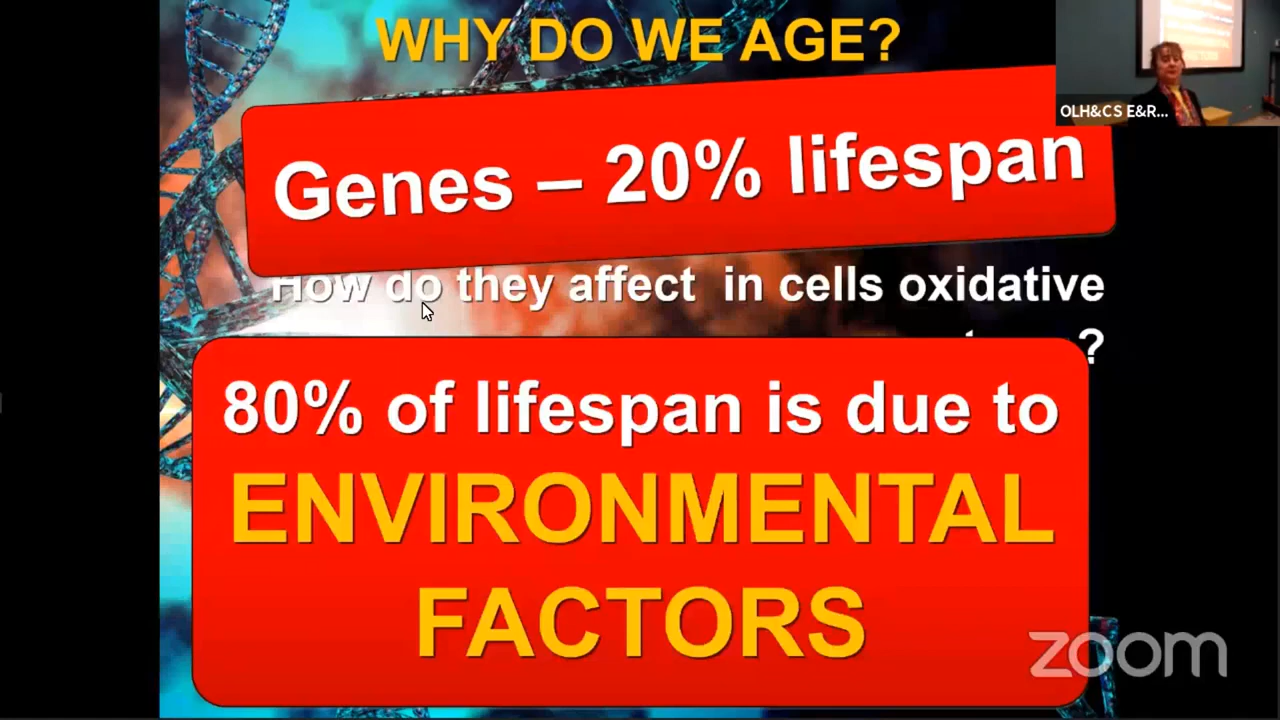 WHY DO WE AGE?
OLH&CS E&R...
Genes – 20% lifespan
How do they affect in cells oxidative
?
80% of lifespan is due to
ENVIRONMENTAL
FACTORS
zoom